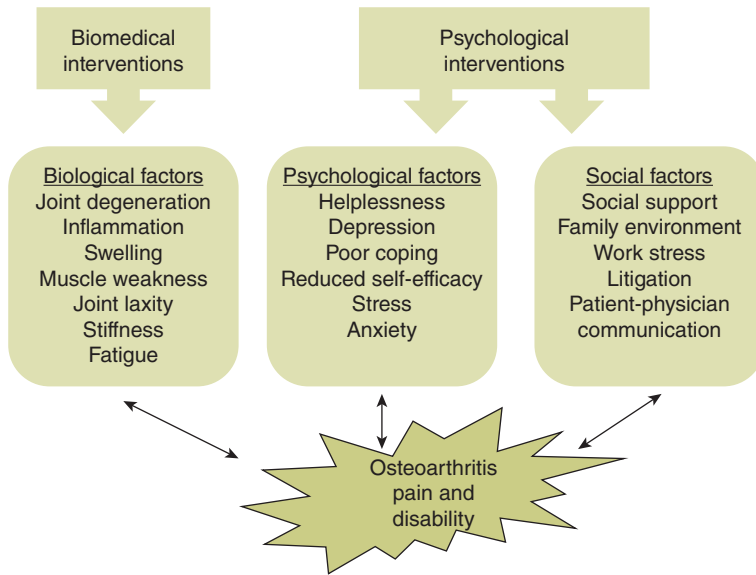 Biomedical
interventions
Psychological
interventions
Biological factors
Joint degeneration
Inflammation
Swelling
Muscle weakness
Joint laxity
Stiffness
Fatigue
Psychological factors
Helplessness
Depression
Poor coping
Reduced self-efficacy
Stress
Anxiety
Social factors
Social support
Family environment
Work stress
Litigation
Patient-physician
communication
Osteoarthritis
pain and
disability